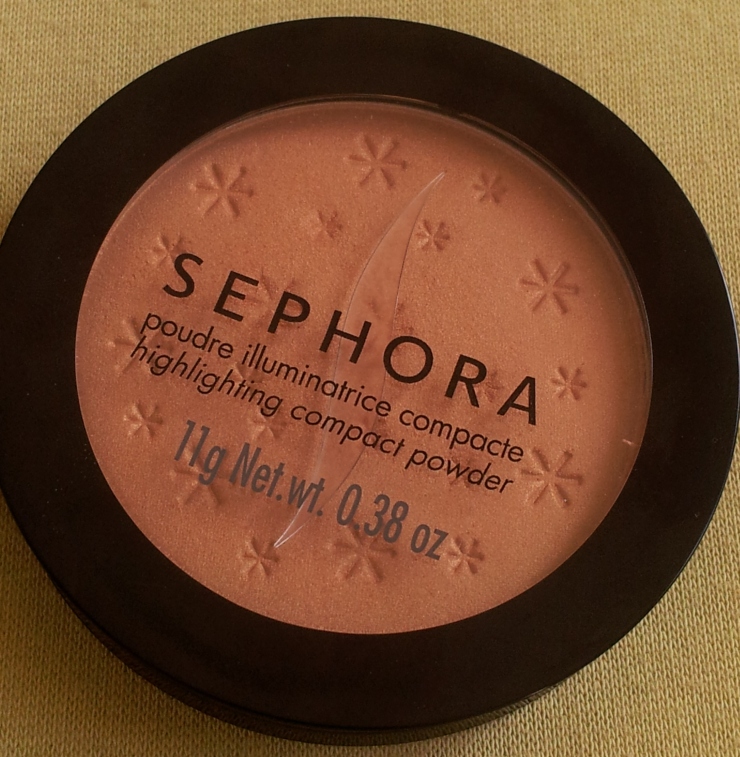 SEPHORA
poudre illuminatrice compacte
highlighting compact powder
11g Net.wt. 0.38 oz